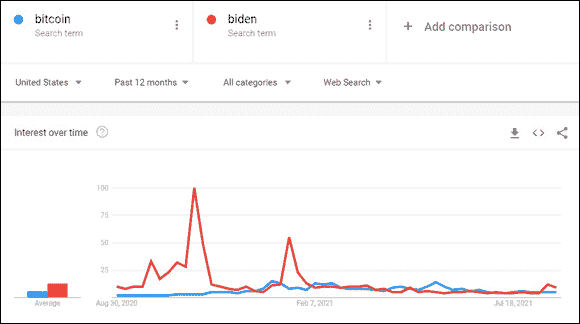 bitcoin
Search term
biden
Search term
+ Add comparison
United States
Past 12 months
All categories
Web Search
Interest over time ?
100
75
50
25
Average
Aug 30, 2020
Feb 7, 2021
Jul 18, 2021